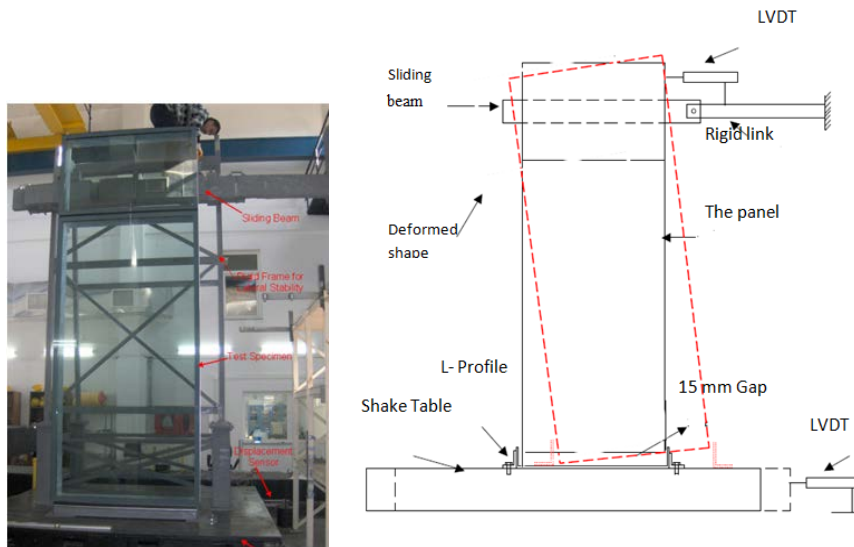 Sliding Beam
Rigid Frame for
Lateral Stability
Test Specimen
Displacement
Sensor
LVDT
Sliding
beam
Rigid link
The panel
Deformed
shape
L- Profile
15 mm Gap
Shake Table
LVDT